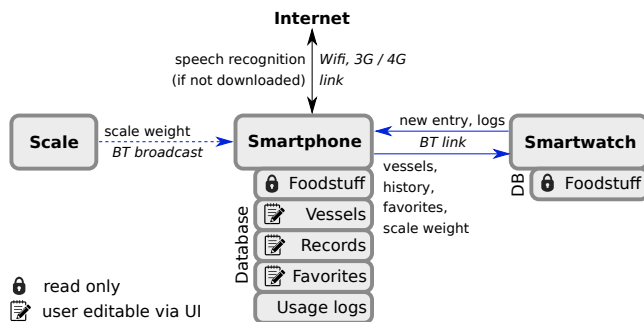 Internet
speech recognition
(if not downloaded)
Wifi, 3G / 4G
link
Scale
scale weight
BT broadcast
Smartphone
new entry, logs
BT link
Smartwatch
vessels,
history,
favorites,
scale weight
DB
Foodstuff
Database
Foodstuff
Vessels
Records
Favorites
Usage logs
read only
user editable via UI